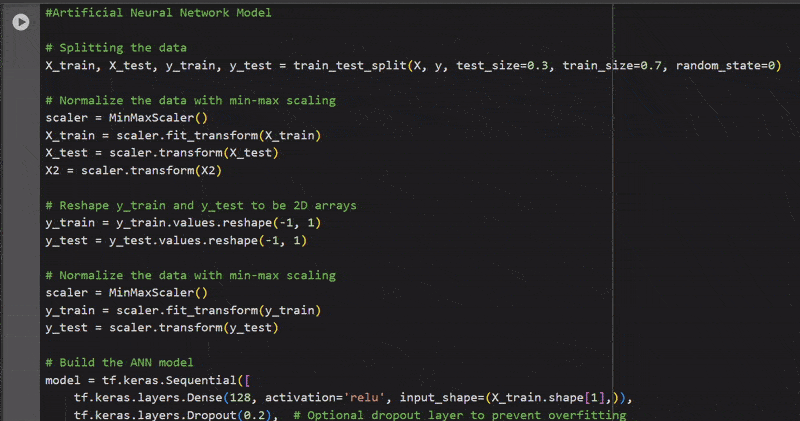 #Artificial Neural Network Model
# Splitting the data
X_train, X_test, y_train, y_test = train_test_split(X, y, test_size=0.3, train_size=0.7, random_state=0)
# Normalize the data with min-max scaling
scaler = MinMaxScaler()
X_train = scaler.fit_transform(X_train)
X_test = scaler.transform(X_test)
X2 = scaler.transform(X2)
# Reshape y_train and y_test to be 2D arrays
y_train = y_train.values.reshape(-1, 1)
y_test = y_test.values.reshape(-1, 1)
# Normalize the data with min-max scaling
scaler = MinMaxScaler()
y_train = scaler.fit_transform(y_train)
y_test = scaler.transform(y_test)
# Build the ANN model
model = tf.keras.Sequential([
    tf.keras.layers.Dense(128, activation='relu', input_shape=(X_train.shape[1],)),
    tf.keras.layers.Dropout(0.2),  # Optional dropout layer to prevent overfitting